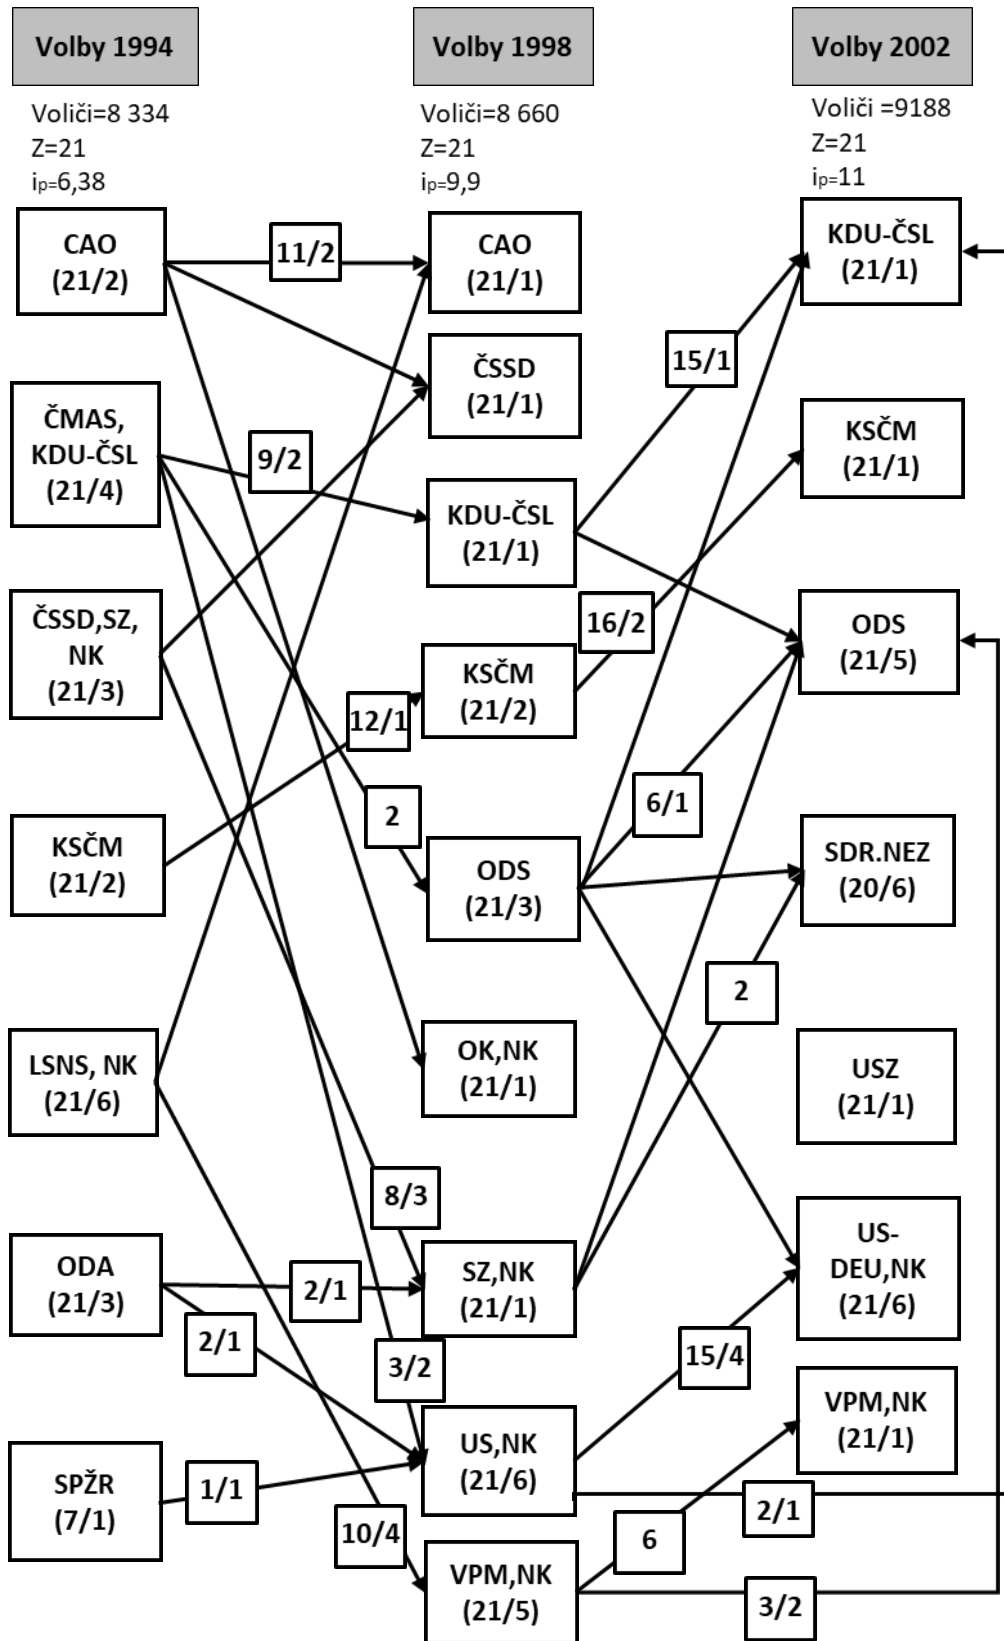 Volby 1994
Voliči=8 334
Z=21
ip=6,38
CAO
(21/2)
ČMAS,
KDU-ČSL
(21/4)
ČSSD,SZ,
NK
(21/3)
KSČM
(21/2)
LSNS, NK
(21/6)
ODA
(21/3)
SPŽR
(7/1)
11/2
9/2
12/1
2
8/3
2/1
2/1
3/2
1/1
10/4
Volby 1998
Voliči=8 660
Z=21
ip=9,9
CAO
(21/1)
ČSSD
(21/1)
KDU-ČSL
(21/1)
KSČM
(21/2)
ODS
(21/3)
OK,NK
(21/1)
SZ,NK
(21/1)
US,NK
(21/6)
VPM,NK
(21/5)
15/1
16/2
6/1
2
15/4
2/1
6
3/2
Volby 2002
Voliči =9188
Z=21
ip=11
KDU-ČSL
(21/1)
KSČM
(21/1)
ODS
(21/5)
SDR.NEZ
(20/6)
USZ
(21/1)
US-
DEU,NK
(21/6)
VPM,NK
(21/1)